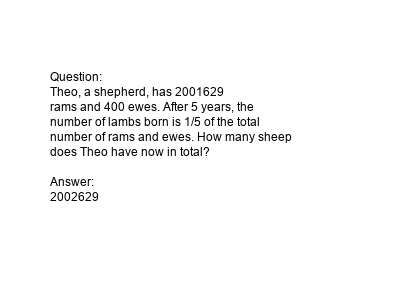 Question:
Theo, a shepherd, has 2001629
rams and 400 ewes. After 5 years, the
number of lambs born is 1/5 of the total
number of rams and ewes. How many sheep
does Theo have now in total?
Answer:
2002629